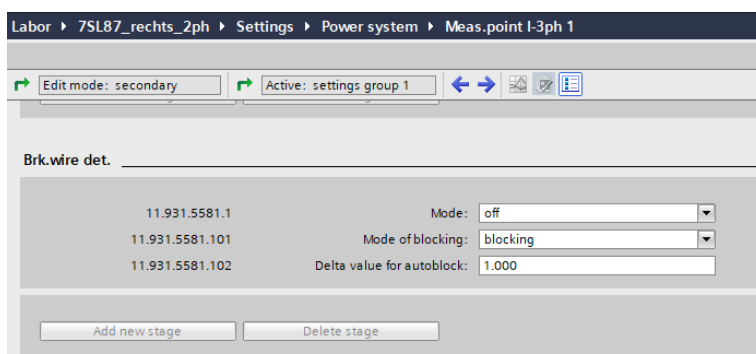 Labor ▸ 7SL87_rechts_2ph ▸ Settings ▸ Power system ▸ Meas.point I-3ph 1
Edit mode: secondary Active: settings group 1
Brk.wire det.
11.931.5581.1 Mode: off
11.931.5581.101 Mode of blocking: blocking
11.931.5581.102 Delta value for autoblock: 1.000
Add new stage Delete stage